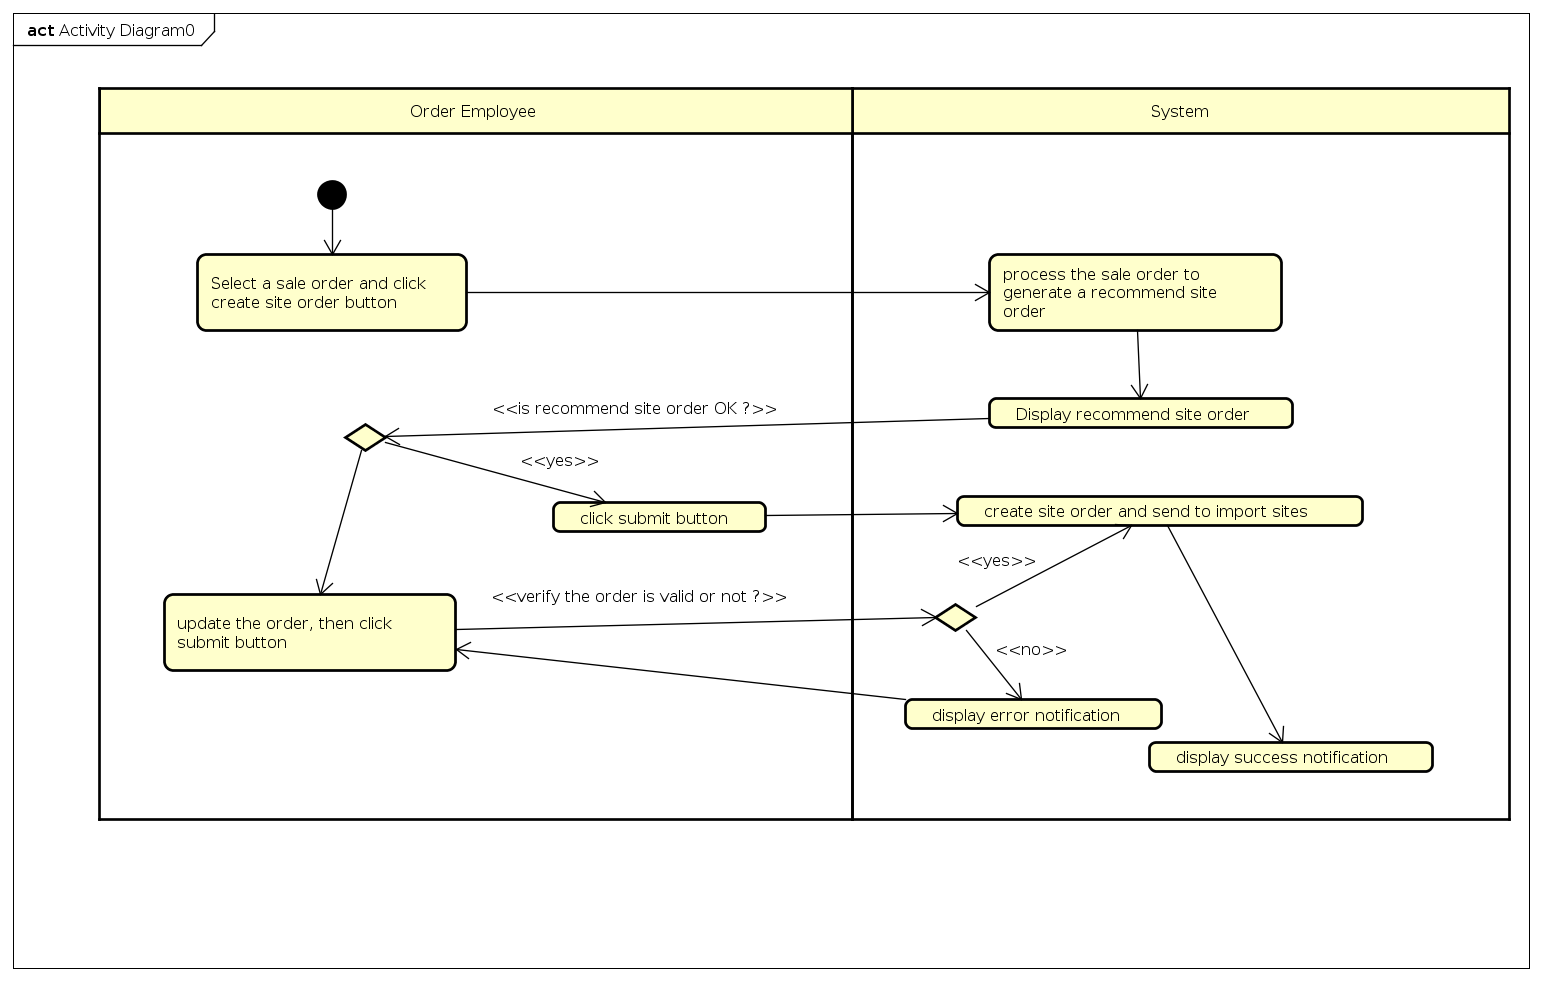 act Activity Diagram0
Order Employee
System
Select a sale order and click
create site order button
process the sale order to
generate a recommend site
order
<<is recommend site order OK ?>>
Display recommend site order
<<yes>>
click submit button
create site order and send to import sites
<<yes>>
<<verify the order is valid or not ?>>
update the order, then click
submit button
<<no>>
display error notification
display success notification